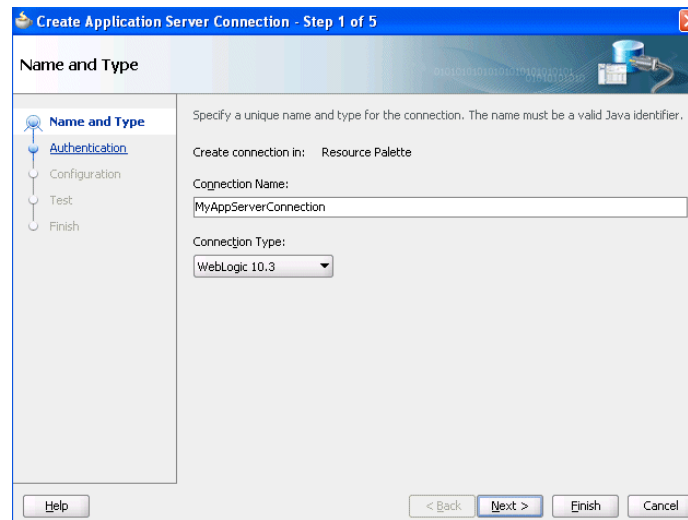 Create Application Server Connection - Step 1 of 5
Name and Type
Name and Type
Authentication
Configuration
Test
Finish
Specify a unique name and type for the connection. The name must be a valid Java identifier.
Create connection in: Resource Palette
Connection Name:
MyAppServerConnection
Connection Type:
WebLogic 10.3
Help
< Back
Next >
Finish
Cancel